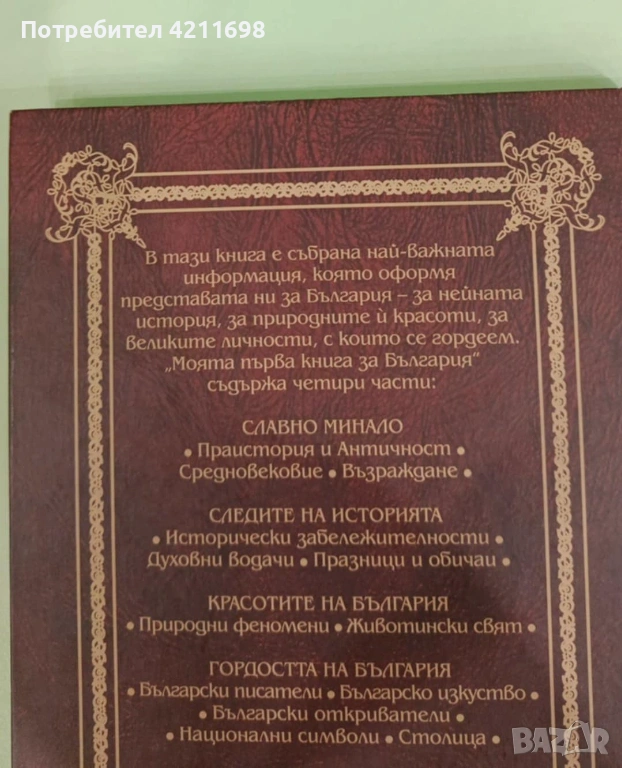 Потребител 4211698
В тази книга е събрана най-важната
информация, която оформя
представата ни за България – за нейната
история, за природните ѝ красоти, за
великите личности, с които се гордеем.
„Моята първа книга за България“
съдържа четири части:
СЛАВНО МИНАЛО
• Праистория и Античност •
Средновековие • Възраждане •
СЛЕДИТЕ НА ИСТОРИЯТА
• Исторически забележителности •
Духовни водачи • Празници и обичаи •
КРАСОТИТЕ НА БЪЛГАРИЯ
• Природни феномени • Животински свят •
ГОРДОСТТА НА БЪЛГАРИЯ
• Български писатели • Българско изкуство •
• Български откриватели •
• Национални символи • Столица •
BAZAR